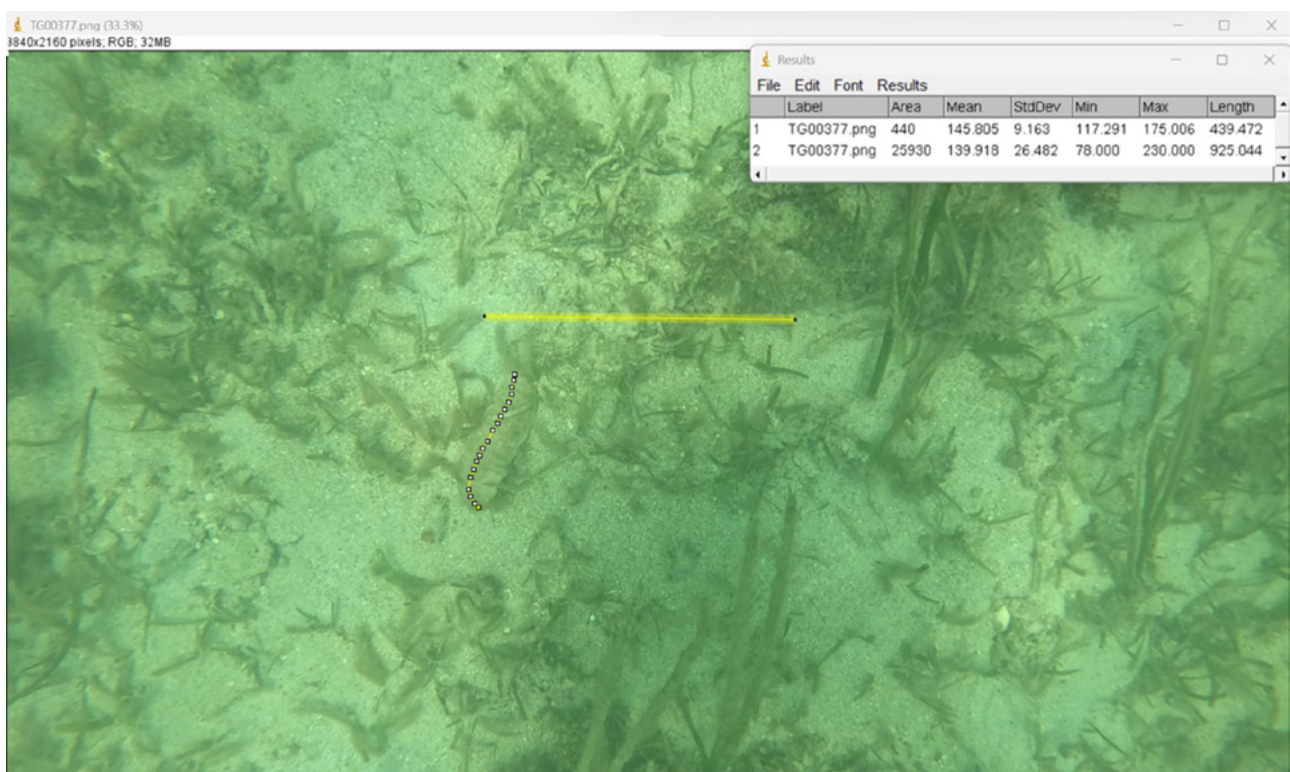 TG00377.png (33.3%)
3840x2160 pixels; RGB; 32MB
Results
File Edit Font Results
Label Area Mean StdDev Min Max Length
1 TG00377.png 440 145.805 9.163 117.291 175.006 439.472
2 TG00377.png 25930 139.918 26.482 78.000 230.000 925.044